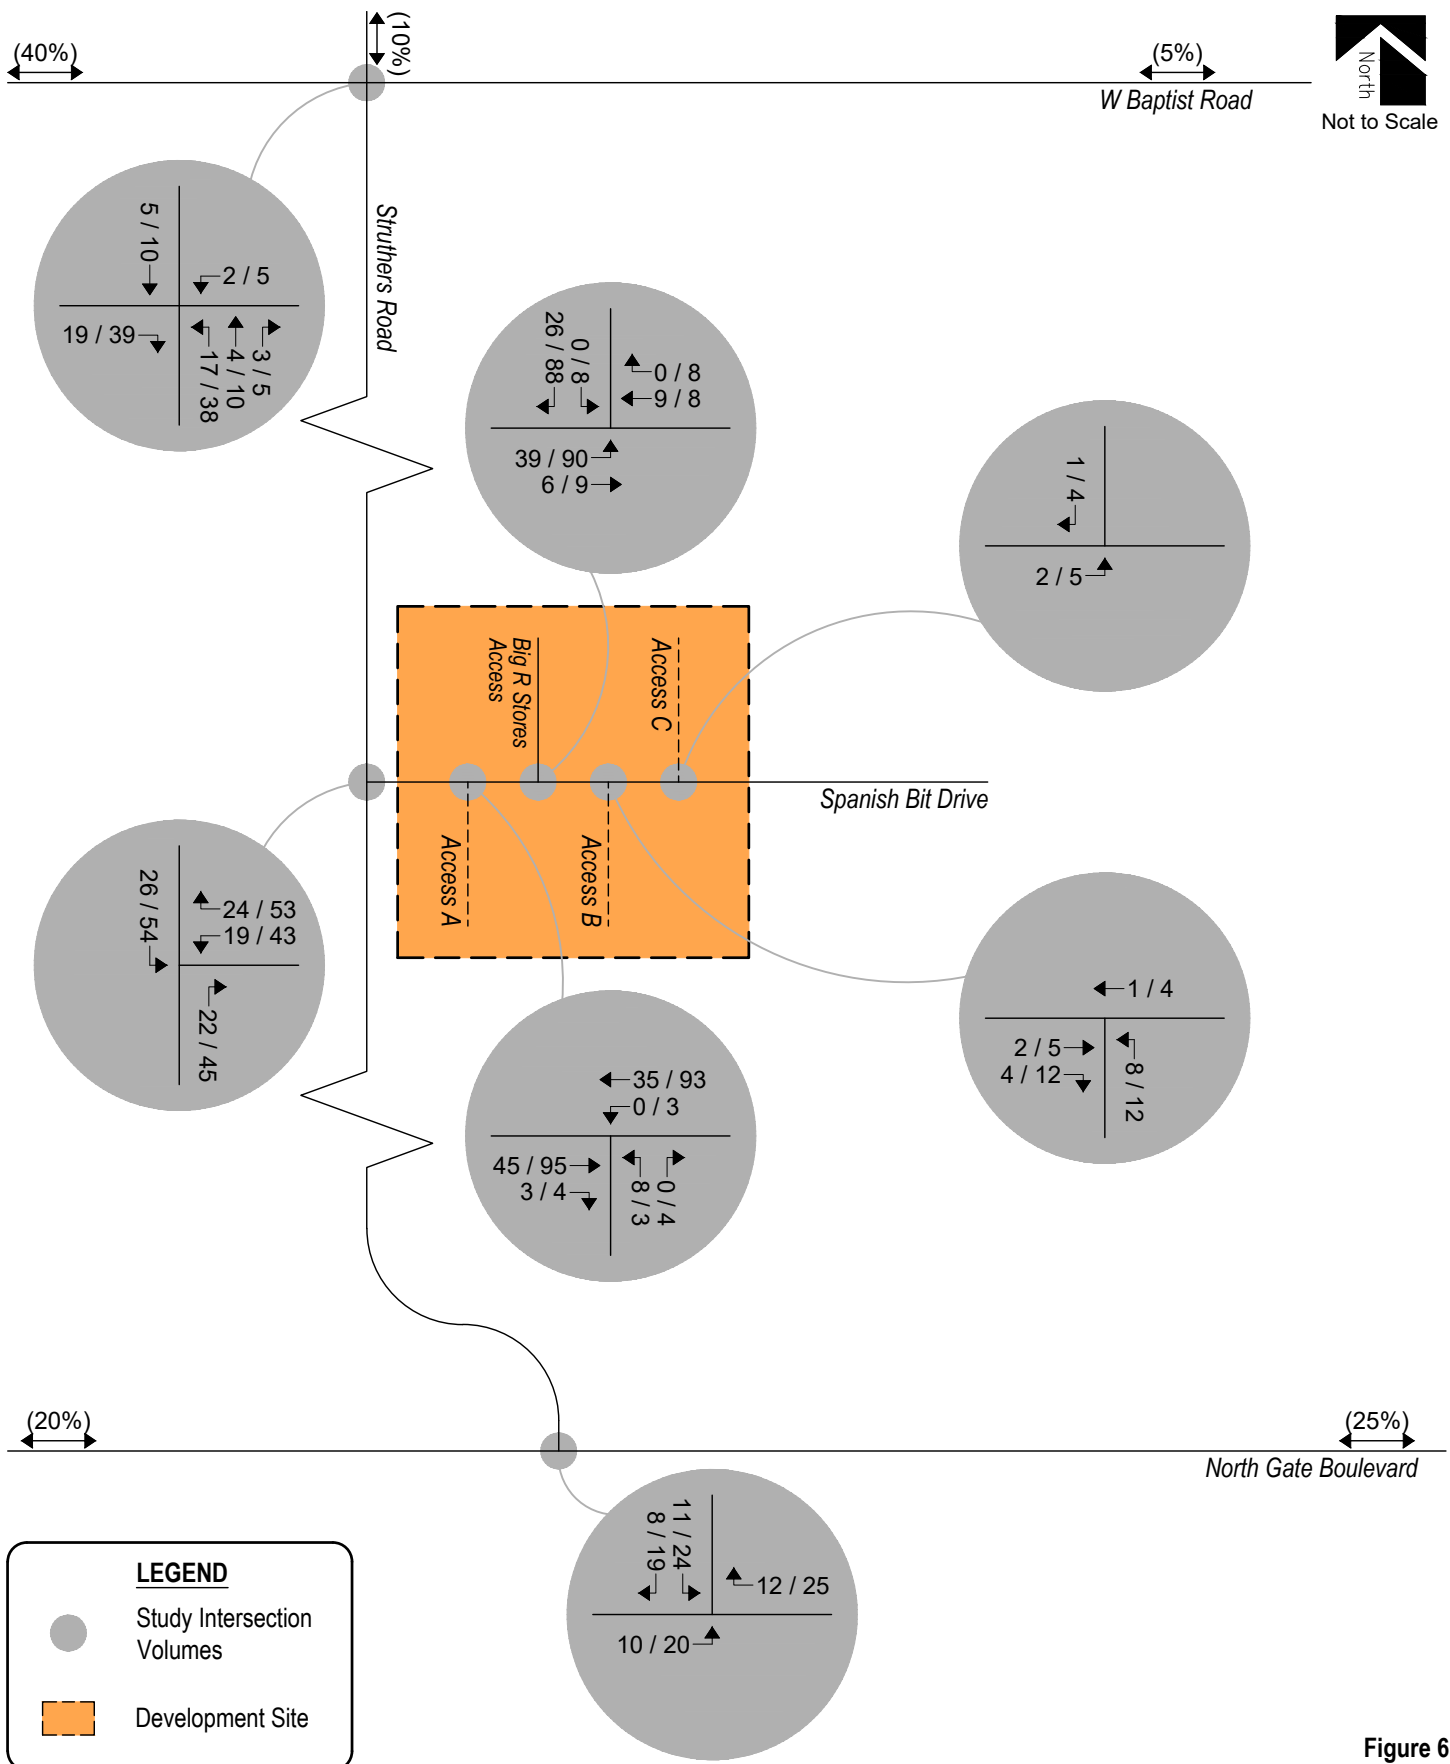 (40%)
(10%)
(5%)
W Baptist Road
North
Not to Scale
Struthers Road
5 / 10
2 / 5
19 / 39
3 / 5
4 / 10
17 / 38
0 / 8
26 / 88
0 / 8
9 / 8
39 / 90
6 / 9
1 / 4
2 / 5
Big R Stores
Access
Access C
Spanish Bit Drive
Access A
Access B
26 / 54
24 / 53
19 / 43
22 / 45
1 / 4
2 / 5
4 / 12
8 / 12
35 / 93
0 / 3
45 / 95
3 / 4
0 / 4
8 / 3
(20%)
(25%)
North Gate Boulevard
11 / 24
8 / 19
12 / 25
10 / 20
LEGEND
Study Intersection
Volumes
Development Site
Figure 6